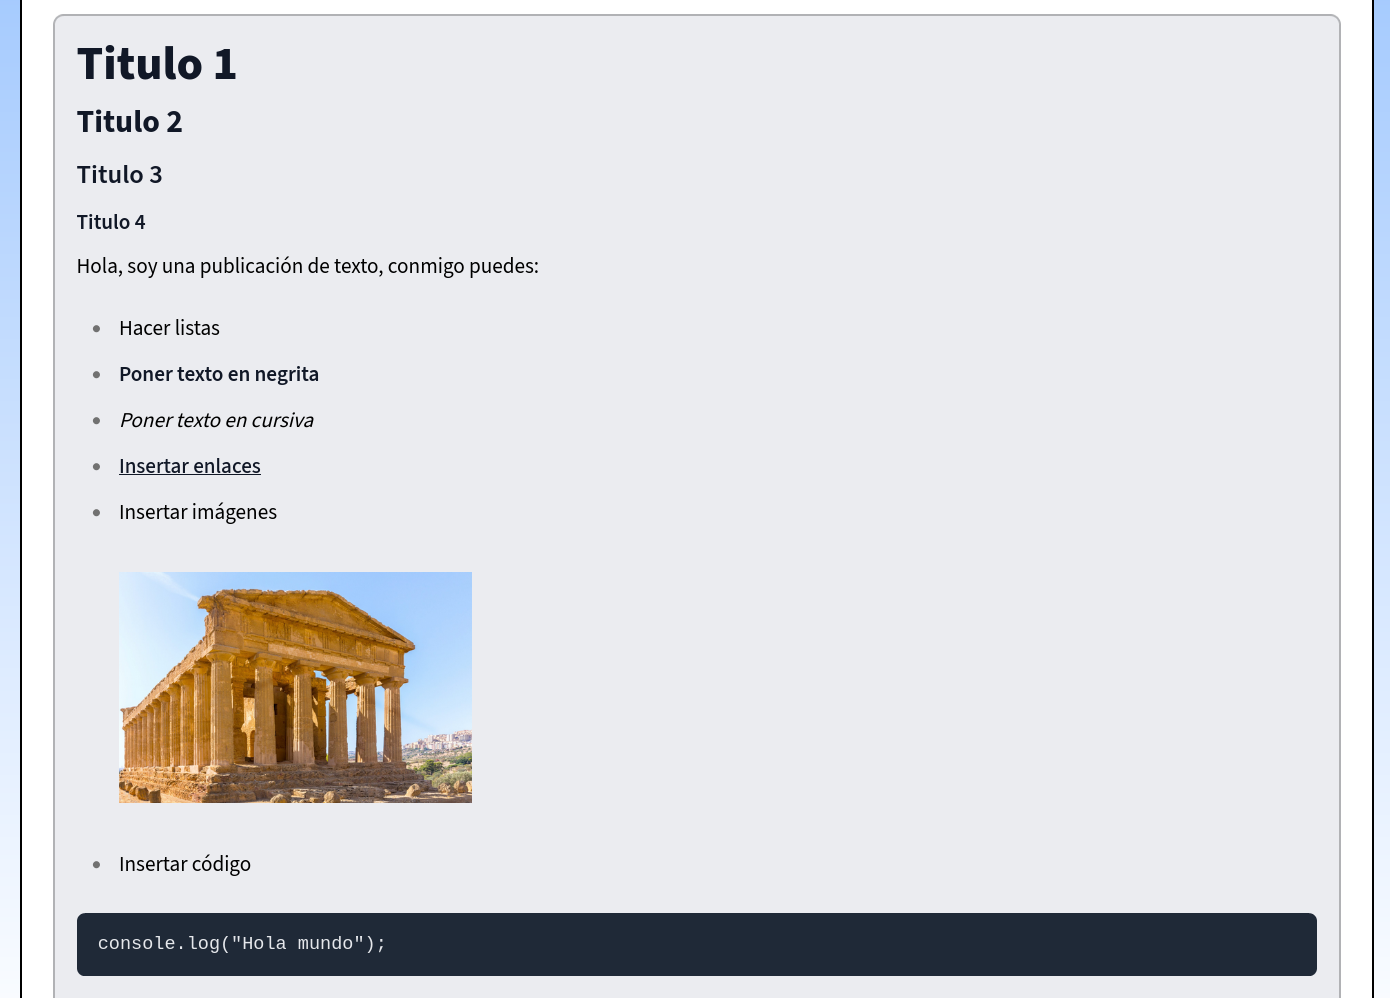 Titulo 1
Titulo 2
Titulo 3
Titulo 4
Hola, soy una publicación de texto, conmigo puedes:
Hacer listas
Poner texto en negrita
Poner texto en cursiva
Insertar enlaces
Insertar imágenes
Insertar código
console.log("Hola mundo");